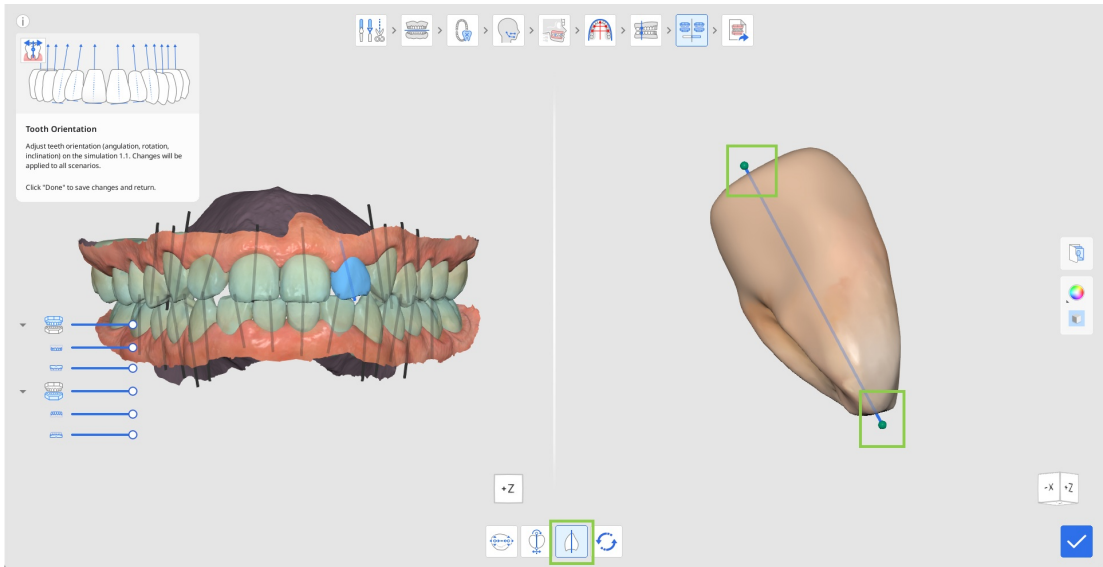 Tooth Orientation
Adjust teeth orientation (angulation, rotation,
inclination) on the simulation 1.1. Changes will be
applied to all scenarios.
Click "Done" to save changes and return.
+Z
-X +Z